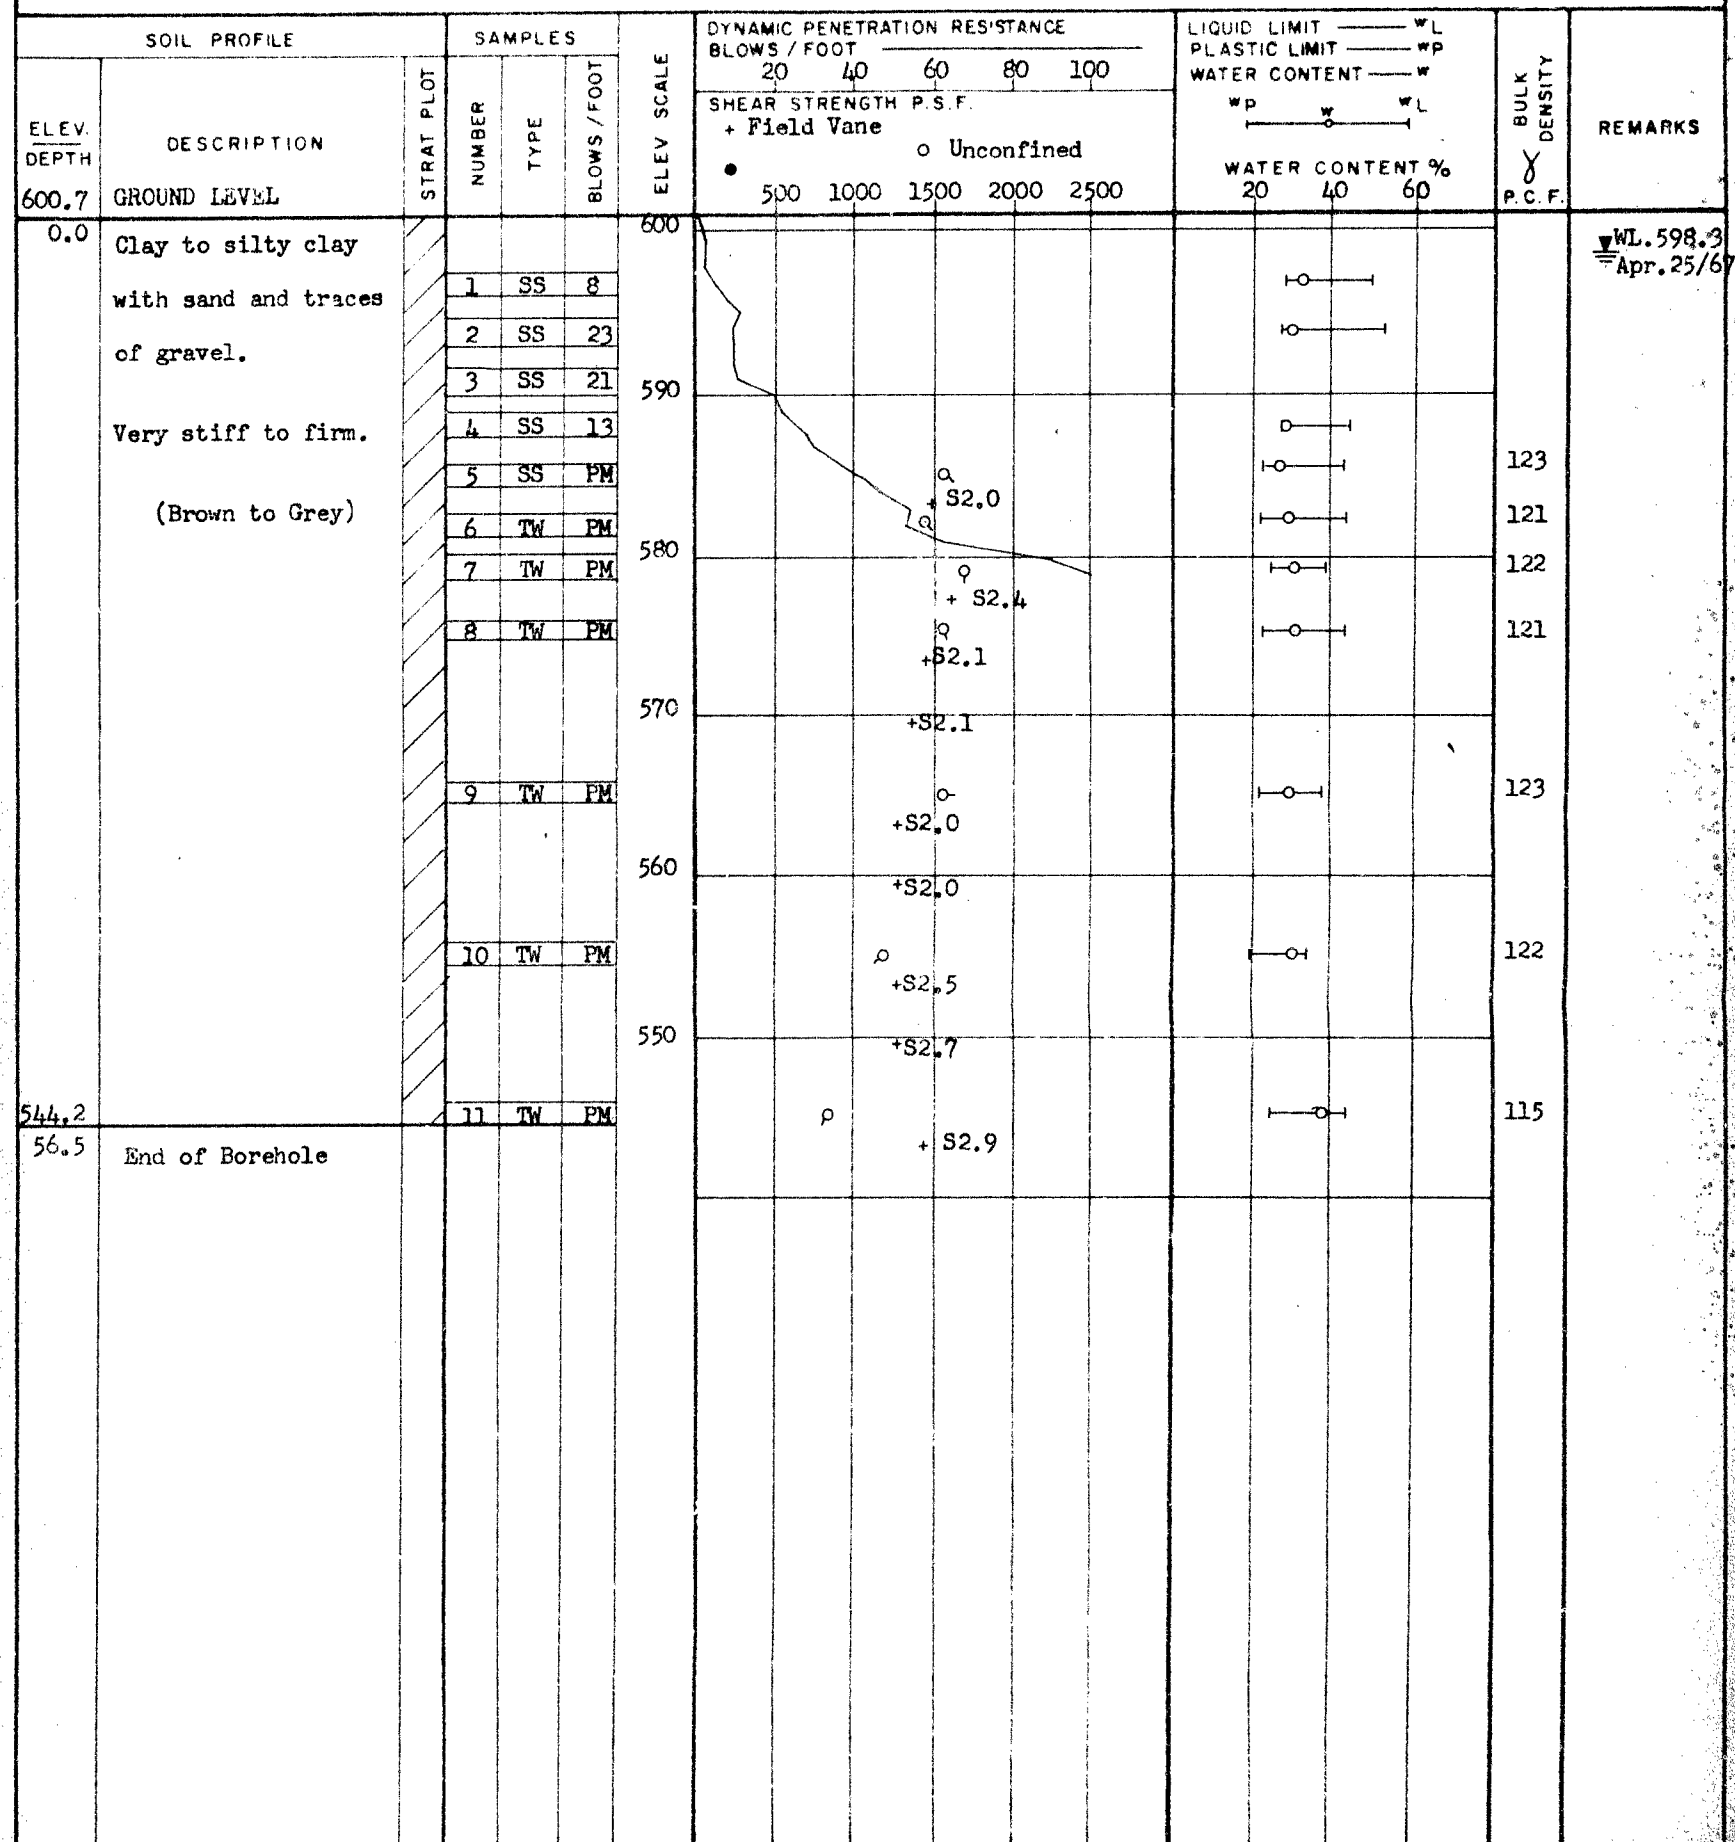 SOIL PROFILE
SAMPLES
ELEV. DEPTH
DESCRIPTION
STRAT PLOT
NUMBER
TYPE
BLOWS / FOOT
ELEV SCALE
DYNAMIC PENETRATION RESISTANCE
BLOWS / FOOT
20 40 60 80 100
SHEAR STRENGTH P.S.F.
+ Field Vane
o Unconfined
500 1000 1500 2000 2500
LIQUID LIMIT wL
PLASTIC LIMIT wP
WATER CONTENT w
wP w wL
WATER CONTENT %
20 40 60
BULK DENSITY
γ
P.C.F.
REMARKS
600.7 GROUND LEVEL
0.0
Clay to silty clay
with sand and traces
of gravel.
Very stiff to firm.
(Brown to Grey)
1 SS 8
2 SS 23
3 SS 21
4 SS 13
5 SS PM
6 TW PM
7 TW PM
8 TW PM
9 TW PM
10 TW PM
11 TW PM
600
590
580
570
560
550
+ S2.0
+ S2.4
+S2.1
+S2.1
+S2.0
+S2.0
+S2.5
+S2.7
+ S2.9
123
121
122
121
123
122
115
WL.598.3
Apr.25/67
544.2
56.5
End of Borehole